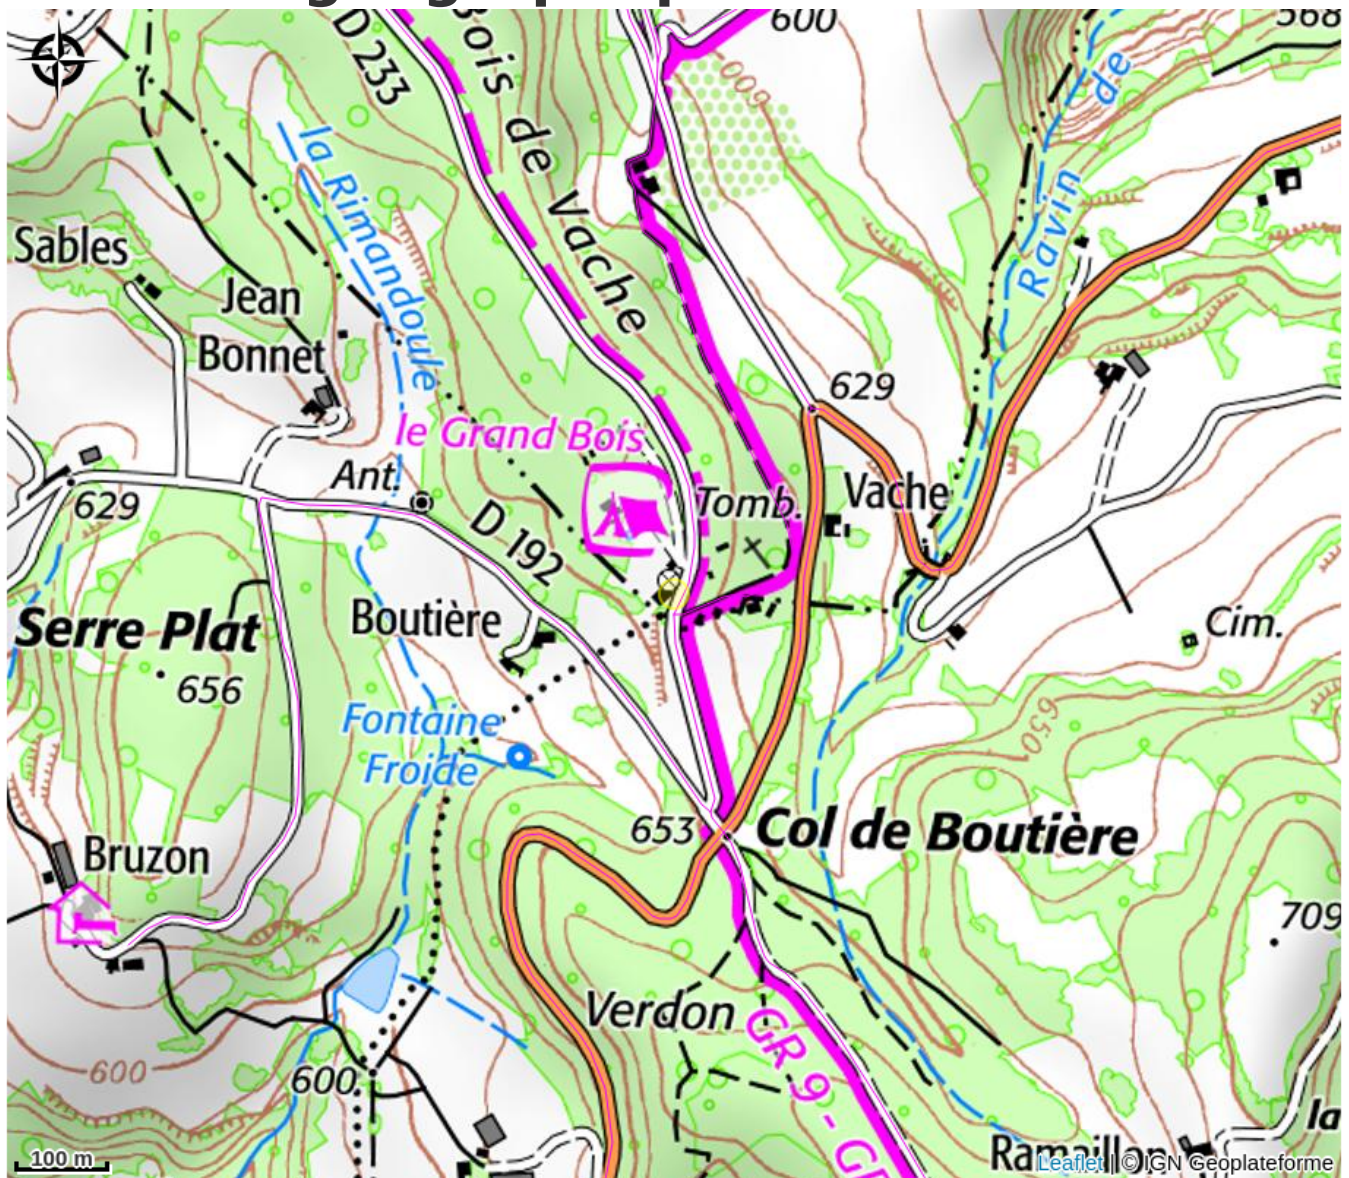 D 233
Bois de Vache
600
568
600
la Rimandoule
Ravin de
Sables
Jean
Bonnet
629
le Grand Bois
Ant.
629
Tomb.
Vache
D 192
Serre Plat
Boutière
Cim.
656
Fontaine
Froide
650
653
Col de Boutière
Bruzon
709
Verdon
GR 9 - GR
600
600
la
Ramaillon
100 m
Leaflet | © IGN Geoplateforme